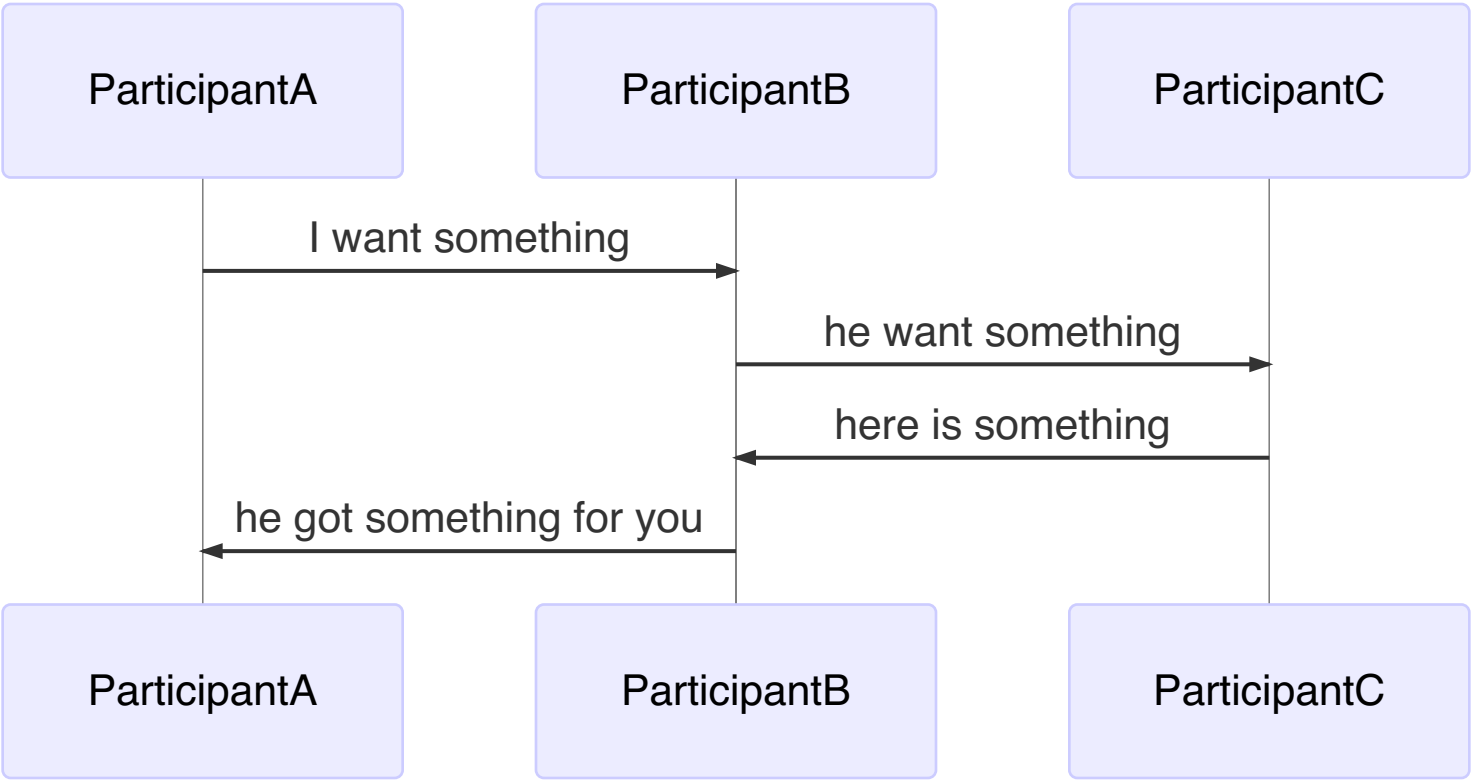 ParticipantA
ParticipantB
ParticipantC
I want something
he want something
here is something
he got something for you
ParticipantA
ParticipantB
ParticipantC